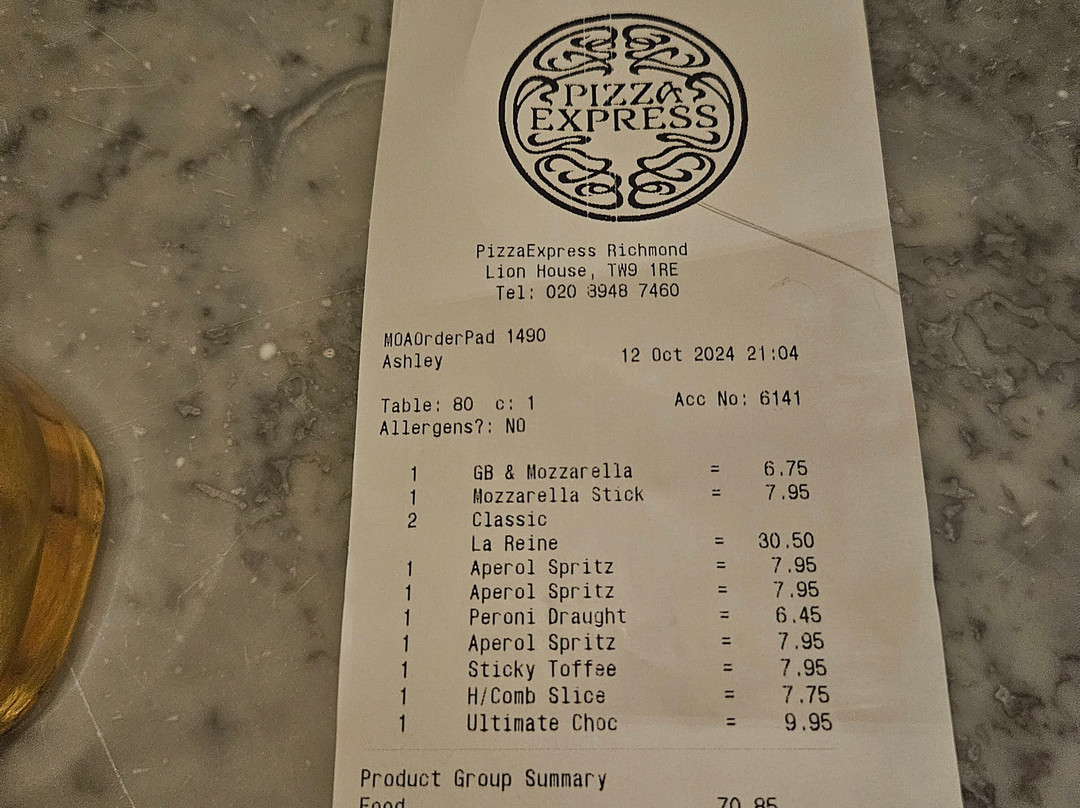 PIZZA
EXPRESS
PizzaExpress Richmond
Lion House, TW9 1RE
Tel: 020 8948 7460
MOAOrderPad 1490
Ashley 12 Oct 2024 21:04
Table: 80 c: 1 Acc No: 6141
Allergens?: NO
1 GB & Mozzarella = 6.75
1 Mozzarella Stick = 7.95
2 Classic
La Reine = 30.50
1 Aperol Spritz = 7.95
1 Aperol Spritz = 7.95
1 Peroni Draught = 6.45
1 Aperol Spritz = 7.95
1 Sticky Toffee = 7.95
1 H/Comb Slice = 7.75
1 Ultimate Choc = 9.95
Product Group Summary
Food 70.85